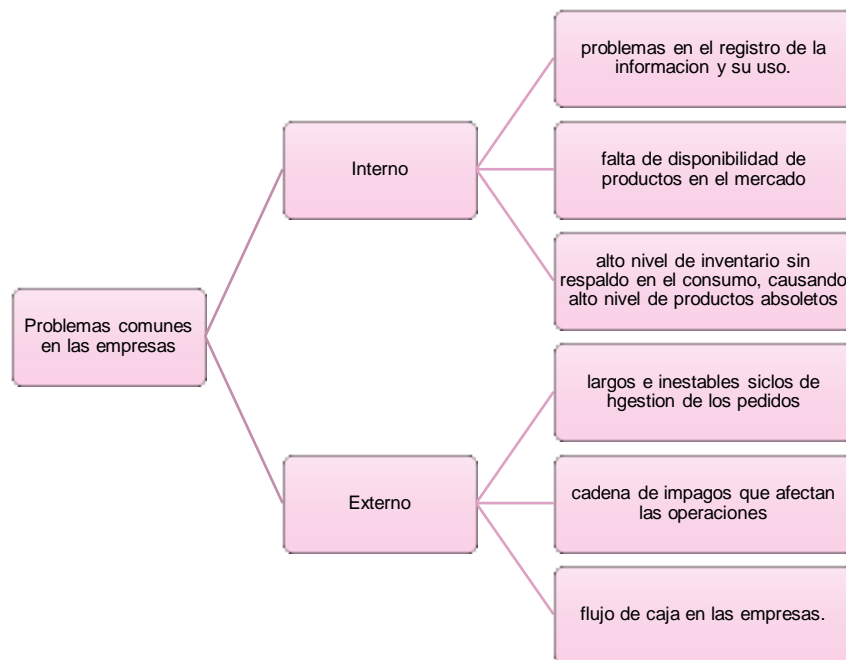 Problemas comunes
en las empresas
Interno
problemas en el registro de la
informacion y su uso.
falta de disponibilidad de
productos en el mercado
alto nivel de inventario sin
respaldo en el consumo, causando
alto nivel de productos absoletos
Externo
largos e inestables siclos de
hgestion de los pedidos
cadena de impagos que afectan
las operaciones
flujo de caja en las empresas.